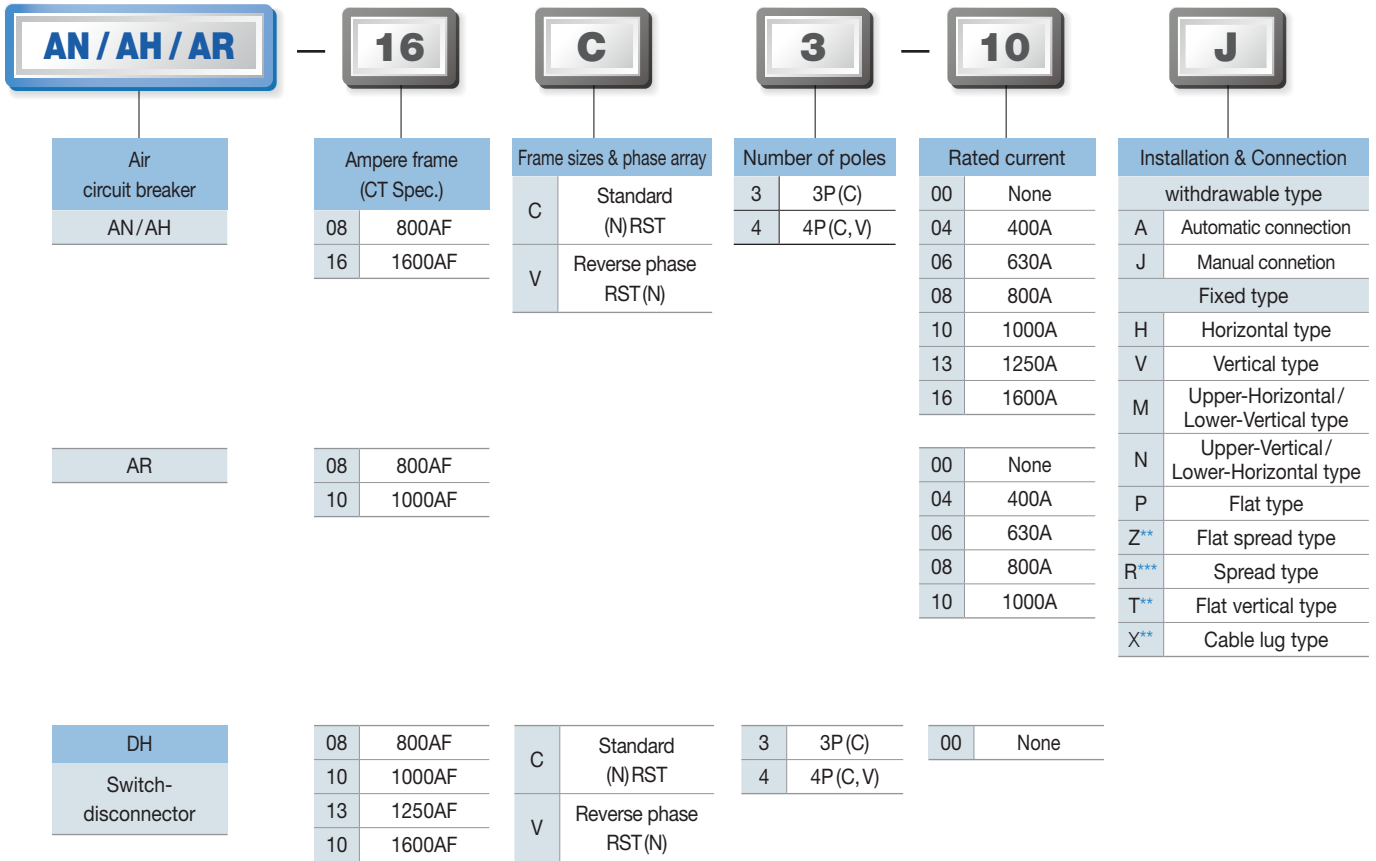 AN / AH / AR – 16 C 3 – 10 J
Air
circuit breaker
AN/AH
Ampere frame
(CT Spec.)
08 800AF
16 1600AF
Frame sizes & phase array
C Standard
(N)RST
V Reverse phase
RST(N)
Number of poles
3 3P(C)
4 4P(C,V)
Rated current
00 None
04 400A
06 630A
08 800A
10 1000A
13 1250A
16 1600A
Installation & Connection
withdrawable type
A Automatic connection
J Manual connetion
Fixed type
H Horizontal type
V Vertical type
M Upper-Horizontal/
Lower-Vertical type
N Upper-Vertical/
Lower-Horizontal type
P Flat type
Z** Flat spread type
R*** Spread type
T** Flat vertical type
X** Cable lug type
AR
08 800AF
10 1000AF
00 None
04 400A
06 630A
08 800A
10 1000A
DH
Switch-
disconnector
08 800AF
10 1000AF
13 1250AF
10 1600AF
C Standard
(N)RST
V Reverse phase
RST(N)
3 3P(C)
4 4P(C,V)
00 None